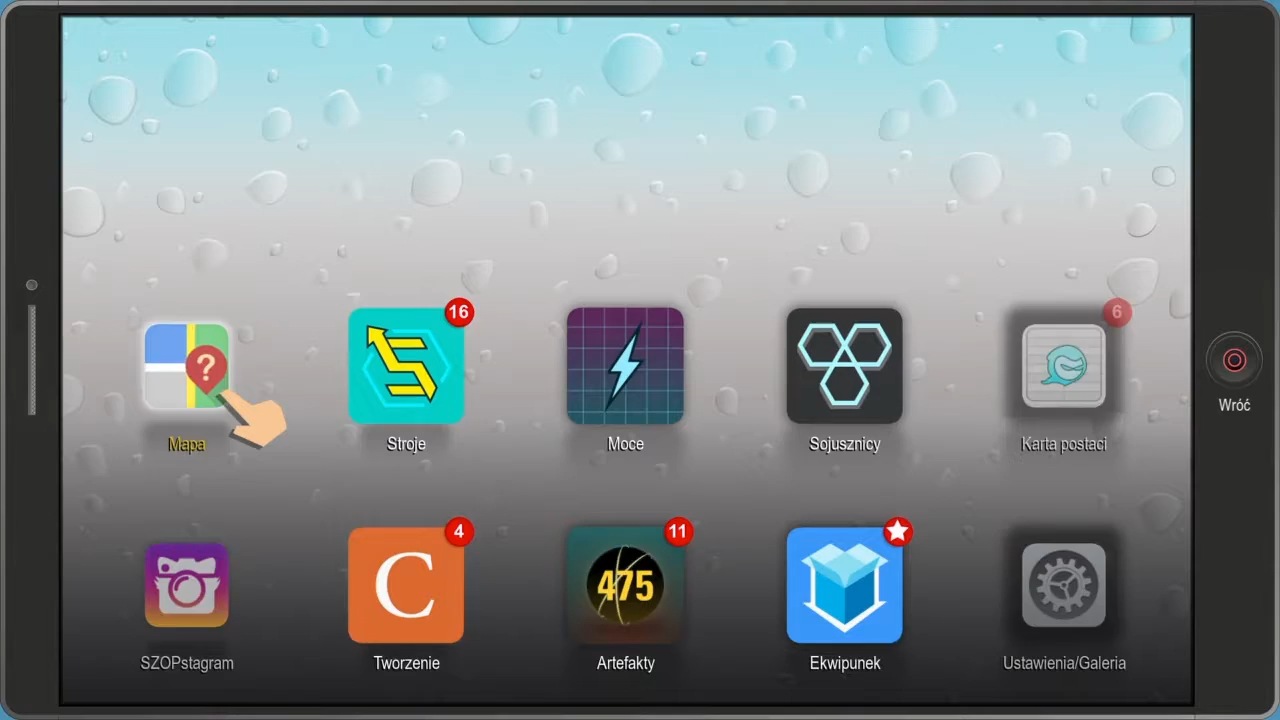 16
6
?
Mapa
Stroje
Moce
Sojusznicy
Karta postaci
Wróć
4
11
C
475
SZOPstagram
Tworzenie
Artefakty
Ekwipunek
Ustawienia/Galeria